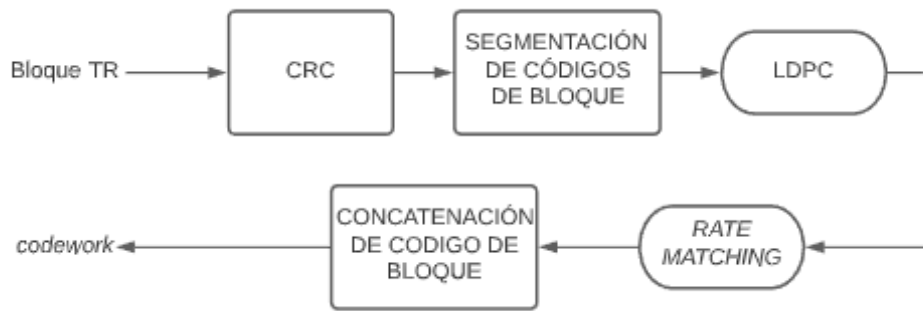 Bloque TR
CRC
SEGMENTACIÓN
DE CÓDIGOS
DE BLOQUE
LDPC
RATE
MATCHING
CONCATENACIÓN
DE CODIGO DE
BLOQUE
codework